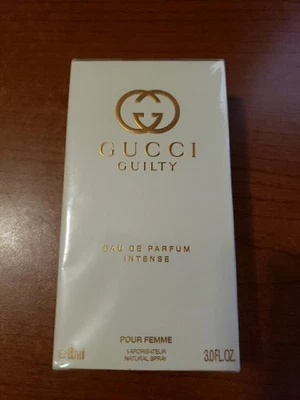 GUCCI
GUILTY
EAU DE PARFUM
INTENSE
POUR FEMME
VAPORISATEUR
NATURAL SPRAY
3.0 FL.OZ.